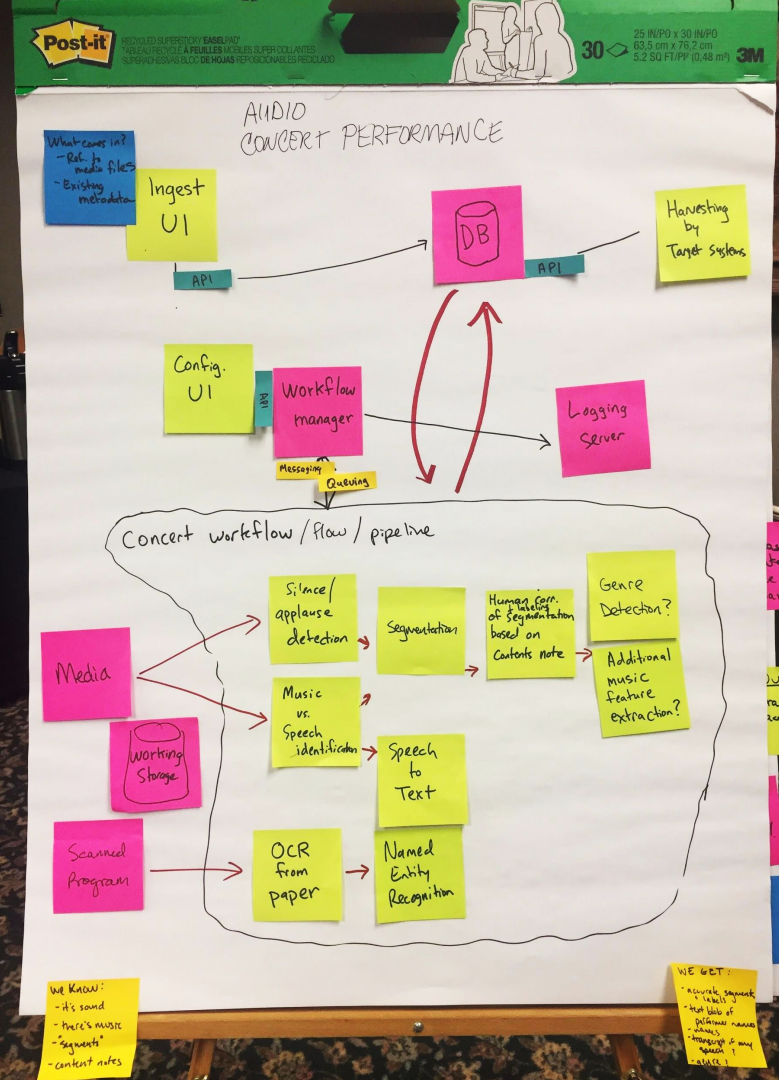 Post-it
RECYCLED SUPERSTICKY EASEL PAD
TABLEAU RECYCLÉ À FEUILLES MOBILES SUPER COLLANTES
SUPERADHESIVAS BLOC DE HOJAS REPOSICIONABLES RECICLADO
30
25 IN/PO x 30 IN/PO
63,5 cm x 76,2 cm
5.2 SQ FT/PI² (0,48 m²)
3M
AUDIO
CONCERT PERFORMANCE
What comes in?
- Ref. to
media files
- Existing
metadata
Ingest
UI
API
DB
API
Harvesting
by
Target Systems
Config.
UI
API
Workflow
manager
Messaging
Queuing
Logging
Server
Concert workflow / flow / pipeline
Silence/
applause
detection
Segmentation
Human corr.
+ labeling
of segmentation
based on
contents note
Genre
Detection?
Additional
music
feature
extraction?
Media
Music
vs.
Speech
identification
Speech
to
Text
Working
Storage
Scanned
Program
OCR
from
paper
Named
Entity
Recognition
WE KNOW:
- it's sound
- there's music
- "segments"
- content notes
WE GET:
- accurate segments
+ labels
- text blob of
performer names
- names
- transcript of any
speech?
- genre?